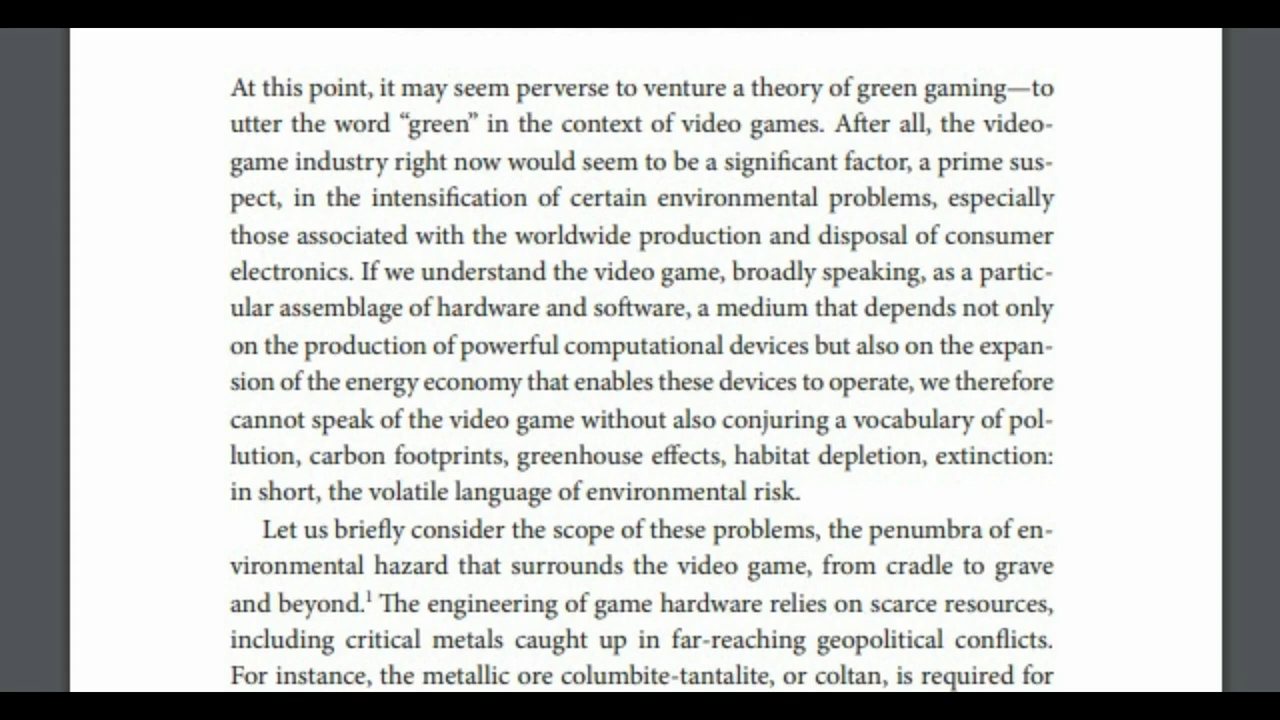 At this point, it may seem perverse to venture a theory of green gaming—to
utter the word “green” in the context of video games. After all, the video-
game industry right now would seem to be a significant factor, a prime sus-
pect, in the intensification of certain environmental problems, especially
those associated with the worldwide production and disposal of consumer
electronics. If we understand the video game, broadly speaking, as a partic-
ular assemblage of hardware and software, a medium that depends not only
on the production of powerful computational devices but also on the expan-
sion of the energy economy that enables these devices to operate, we therefore
cannot speak of the video game without also conjuring a vocabulary of pol-
lution, carbon footprints, greenhouse effects, habitat depletion, extinction:
in short, the volatile language of environmental risk.
Let us briefly consider the scope of these problems, the penumbra of en-
vironmental hazard that surrounds the video game, from cradle to grave
and beyond.¹ The engineering of game hardware relies on scarce resources,
including critical metals caught up in far-reaching geopolitical conflicts.
For instance, the metallic ore columbite-tantalite, or coltan, is required for